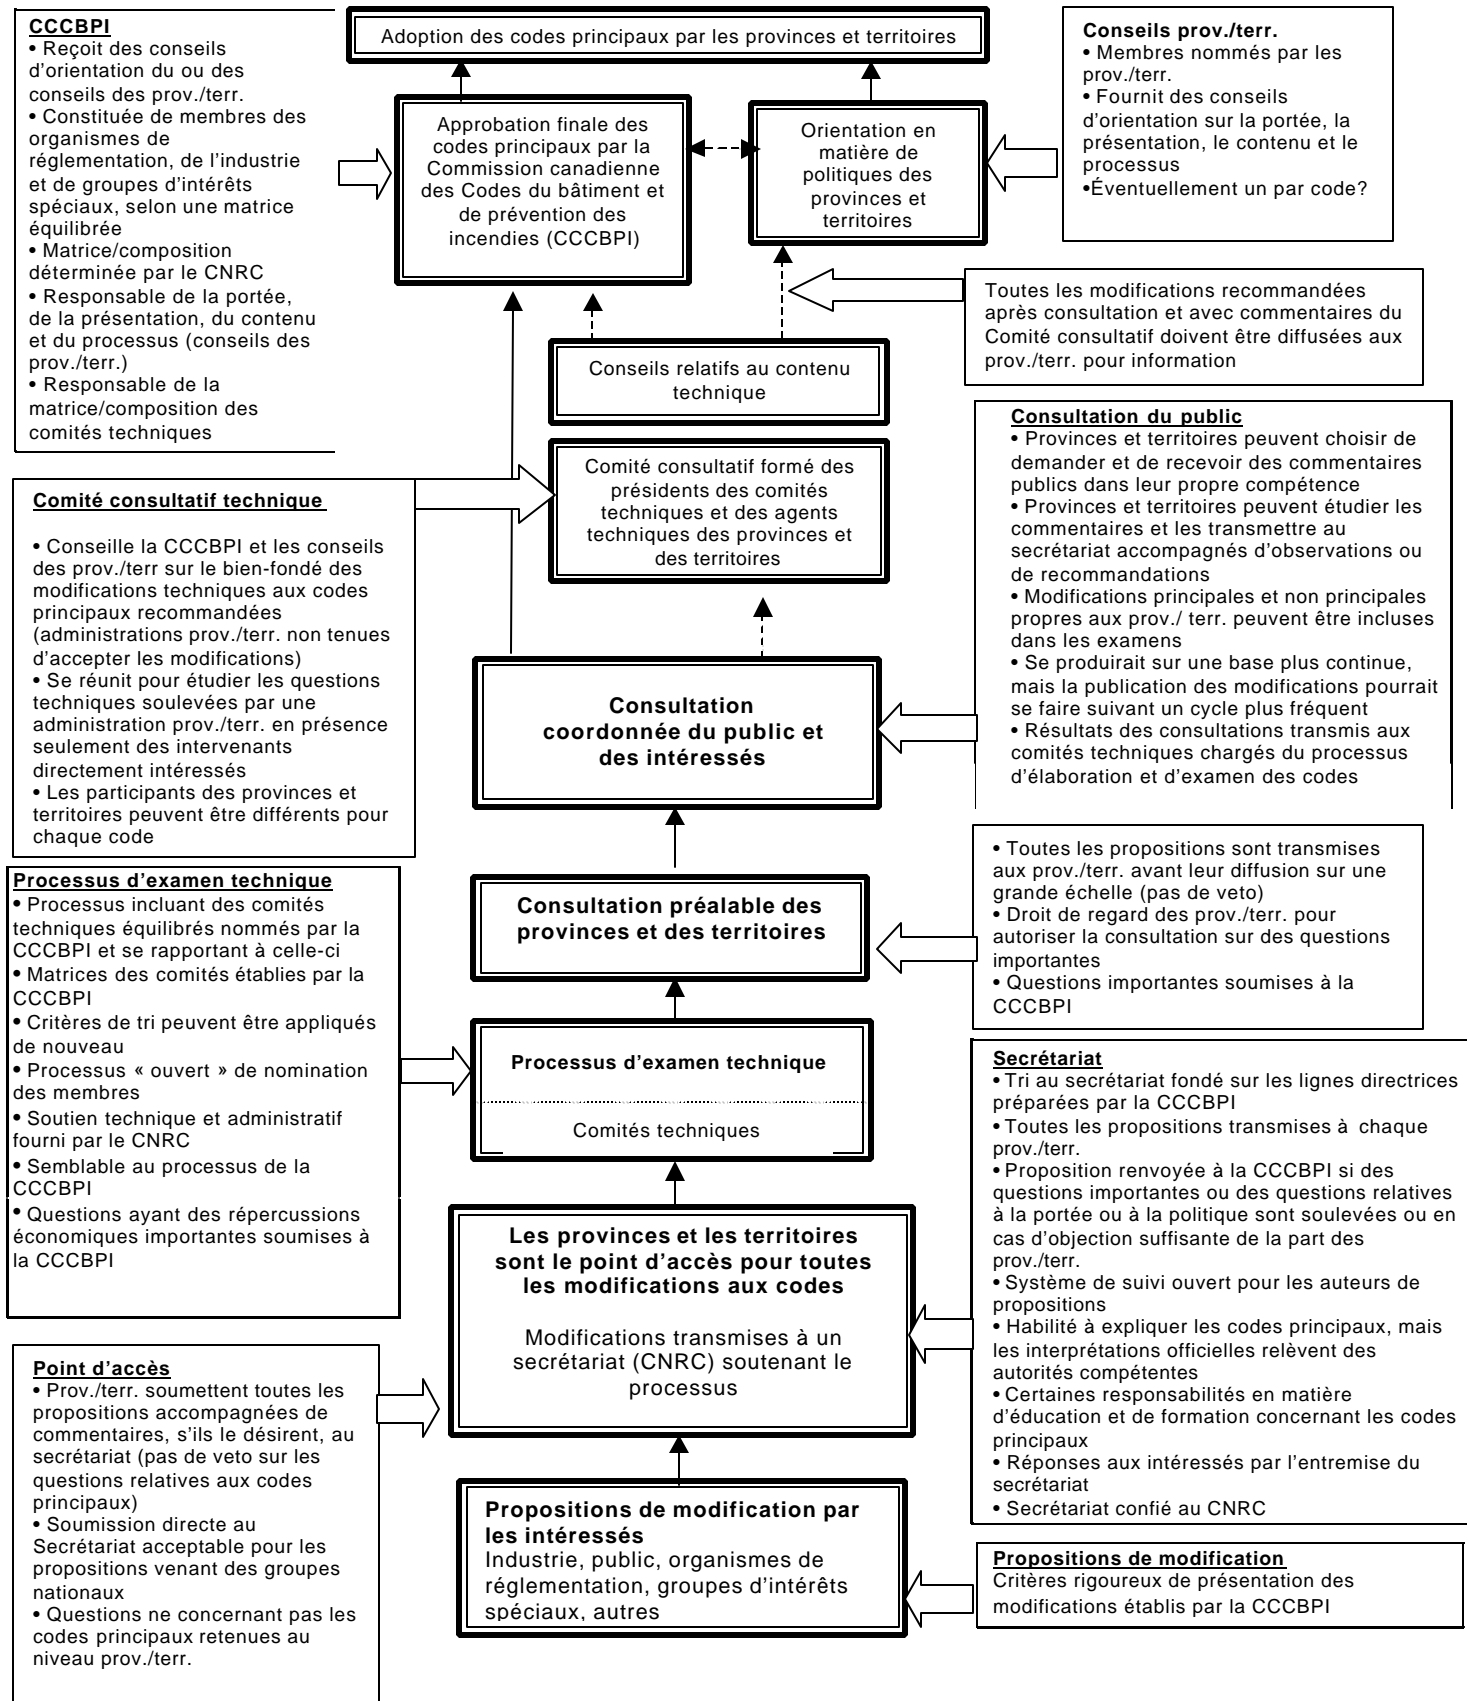 CCCBPI
• Reçoit des conseils
d'orientation du ou des
conseils des prov./terr.
• Constituée de membres des
organismes de
réglementation, de l'industrie
et de groupes d'intérêts
spéciaux, selon une matrice
équilibrée
• Matrice/composition
déterminée par le CNRC
• Responsable de la portée,
de la présentation, du contenu
et du processus (conseils des
prov./terr.)
• Responsable de la
matrice/composition des
comités techniques
Adoption des codes principaux par les provinces et territoires
Approbation finale des
codes principaux par la
Commission canadienne
des Codes du bâtiment et
de prévention des
incendies (CCCBPI)
Orientation en
matière de
politiques des
provinces et
territoires
Conseils prov./terr.
• Membres nommés par les
prov./terr.
• Fournit des conseils
d'orientation sur la portée, la
présentation, le contenu et le
processus
•Éventuellement un par code?
Toutes les modifications recommandées
après consultation et avec commentaires du
Comité consultatif doivent être diffusées aux
prov./terr. pour information
Conseils relatifs au contenu
technique
Comité consultatif formé des
présidents des comités
techniques et des agents
techniques des provinces et
des territoires
Comité consultatif technique
• Conseille la CCCBPI et les conseils
des prov./terr sur le bien-fondé des
modifications techniques aux codes
principaux recommandées
(administrations prov./terr. non tenues
d'accepter les modifications)
• Se réunit pour étudier les questions
techniques soulevées par une
administration prov./terr. en présence
seulement des intervenants
directement intéressés
• Les participants des provinces et
territoires peuvent être différents pour
chaque code
Consultation du public
• Provinces et territoires peuvent choisir de
demander et de recevoir des commentaires
publics dans leur propre compétence
• Provinces et territoires peuvent étudier les
commentaires et les transmettre au
secrétariat accompagnés d'observations ou
de recommandations
• Modifications principales et non principales
propres aux prov./ terr. peuvent être incluses
dans les examens
• Se produirait sur une base plus continue,
mais la publication des modifications pourrait
se faire suivant un cycle plus fréquent
• Résultats des consultations transmis aux
comités techniques chargés du processus
d'élaboration et d'examen des codes
Consultation
coordonnée du public et
des intéressés
Consultation préalable des
provinces et des territoires
• Toutes les propositions sont transmises
aux prov./terr. avant leur diffusion sur une
grande échelle (pas de veto)
• Droit de regard des prov./terr. pour
autoriser la consultation sur des questions
importantes
• Questions importantes soumises à la
CCCBPI
Processus d'examen technique
• Processus incluant des comités
techniques équilibrés nommés par la
CCCBPI et se rapportant à celle-ci
• Matrices des comités établies par la
CCCBPI
• Critères de tri peuvent être appliqués
de nouveau
• Processus « ouvert » de nomination
des membres
• Soutien technique et administratif
fourni par le CNRC
• Semblable au processus de la
CCCBPI
• Questions ayant des répercussions
économiques importantes soumises à
la CCCBPI
Processus d'examen technique
Comités techniques
Secrétariat
• Tri au secrétariat fondé sur les lignes directrices
préparées par la CCCBPI
• Toutes les propositions transmises à chaque
prov./terr.
• Proposition renvoyée à la CCCBPI si des
questions importantes ou des questions relatives
à la portée ou à la politique sont soulevées ou en
cas d'objection suffisante de la part des
prov./terr.
• Système de suivi ouvert pour les auteurs de
propositions
• Habilité à expliquer les codes principaux, mais
les interprétations officielles relèvent des
autorités compétentes
• Certaines responsabilités en matière
d'éducation et de formation concernant les codes
principaux
• Réponses aux intéressés par l'entremise du
secrétariat
• Secrétariat confié au CNRC
Les provinces et les territoires
sont le point d'accès pour toutes
les modifications aux codes
Modifications transmises à un
secrétariat (CNRC) soutenant le
processus
Point d'accès
• Prov./terr. soumettent toutes les
propositions accompagnées de
commentaires, s'ils le désirent, au
secrétariat (pas de veto sur les
questions relatives aux codes
principaux)
• Soumission directe au
Secrétariat acceptable pour les
propositions venant des groupes
nationaux
• Questions ne concernant pas les
codes principaux retenues au
niveau prov./terr.
Propositions de modification par
les intéressés
Industrie, public, organismes de
réglementation, groupes d'intérêts
spéciaux, autres
Propositions de modification
Critères rigoureux de présentation des
modifications établis par la CCCBPI